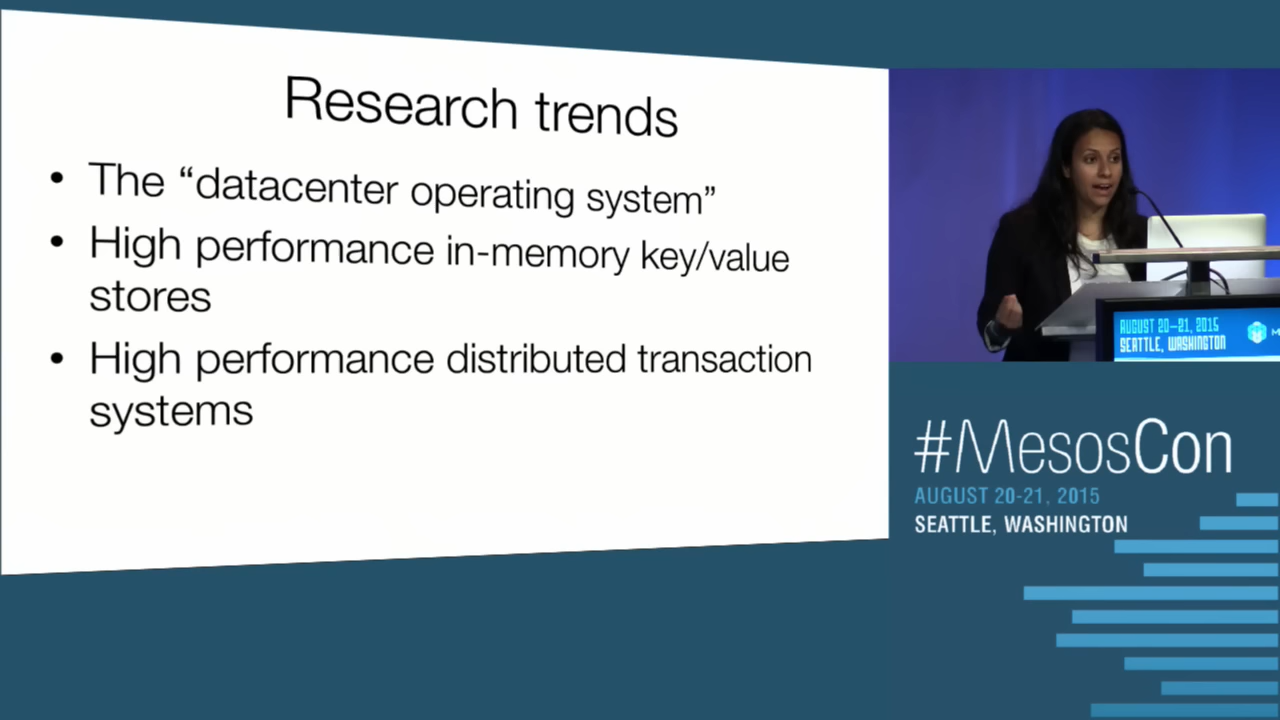 Research trends
• The “datacenter operating system”
• High performance in-memory key/value
stores
• High performance distributed transaction
systems
AUGUST 20-21, 2015
SEATTLE, WASHINGTON
#MesosCon
AUGUST 20-21, 2015
SEATTLE, WASHINGTON